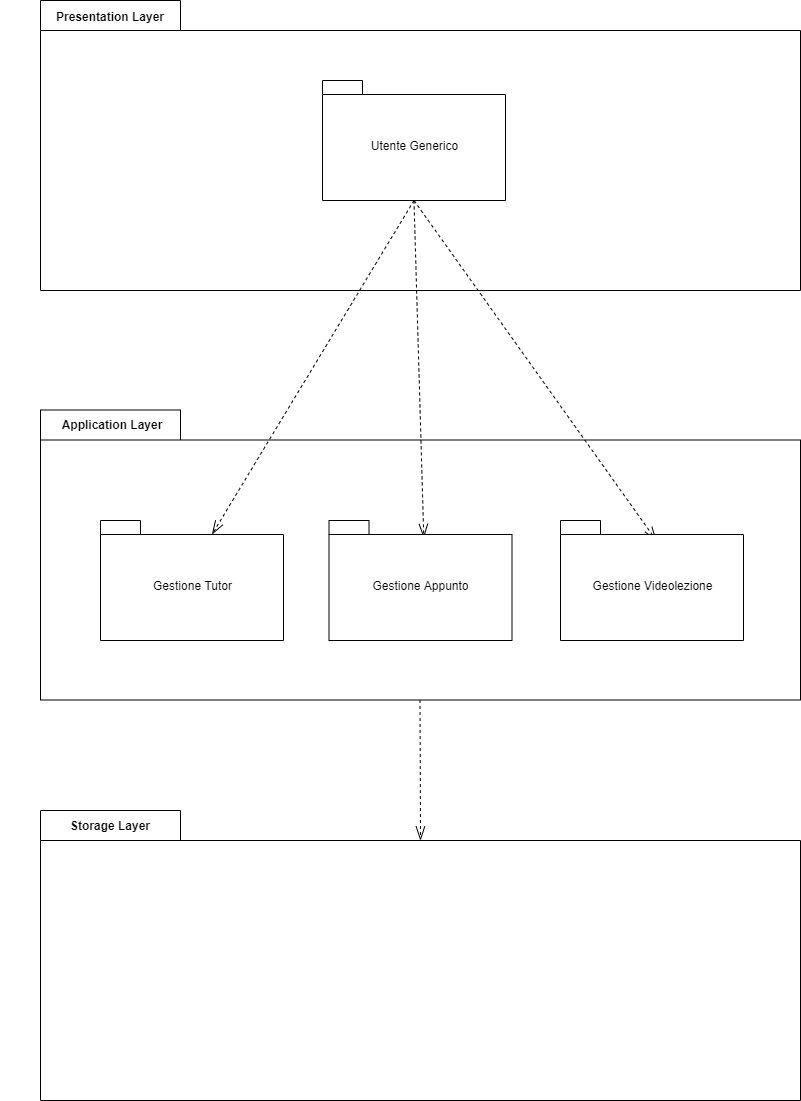 Presentation Layer
Utente Generico
Application Layer
Gestione Tutor
Gestione Appunto
Gestione Videolezione
Storage Layer